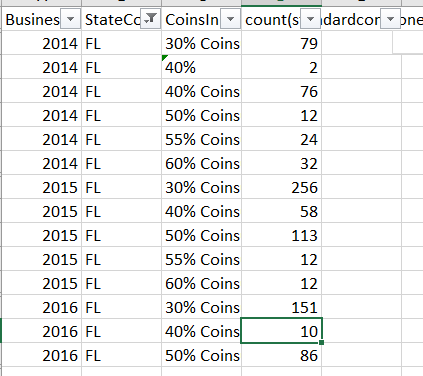 Busines StateCo CoinsIn count(s ndardcor one
2014 FL 30% Coins 79
2014 FL 40% 2
2014 FL 40% Coins 76
2014 FL 50% Coins 12
2014 FL 55% Coins 24
2014 FL 60% Coins 32
2015 FL 30% Coins 256
2015 FL 40% Coins 58
2015 FL 50% Coins 113
2015 FL 55% Coins 12
2015 FL 60% Coins 12
2016 FL 30% Coins 151
2016 FL 40% Coins 10
2016 FL 50% Coins 86